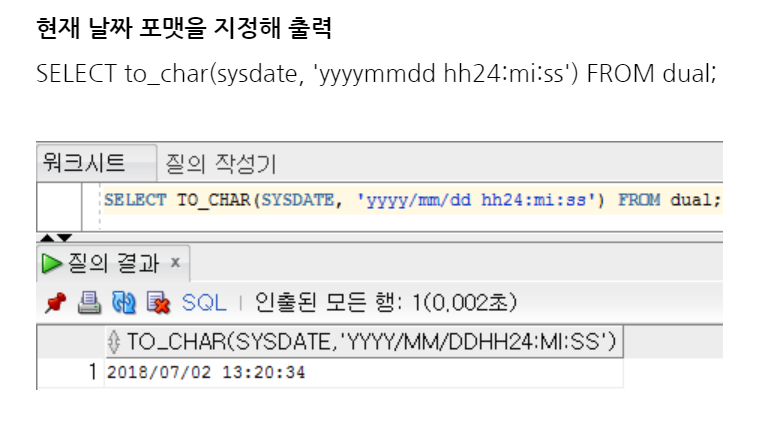 현재 날짜 포맷을 지정해 출력
SELECT to_char(sysdate, 'yyyymmdd hh24:mi:ss') FROM dual;
워크시트 질의 작성기
SELECT TO_CHAR(SYSDATE, 'yyyy/mm/dd hh24:mi:ss') FROM dual;
질의 결과 ×
SQL | 인출된 모든 행: 1(0,002초)
TO_CHAR(SYSDATE,'YYYY/MM/DDHH24:MI:SS')
1 2018/07/02 13:20:34